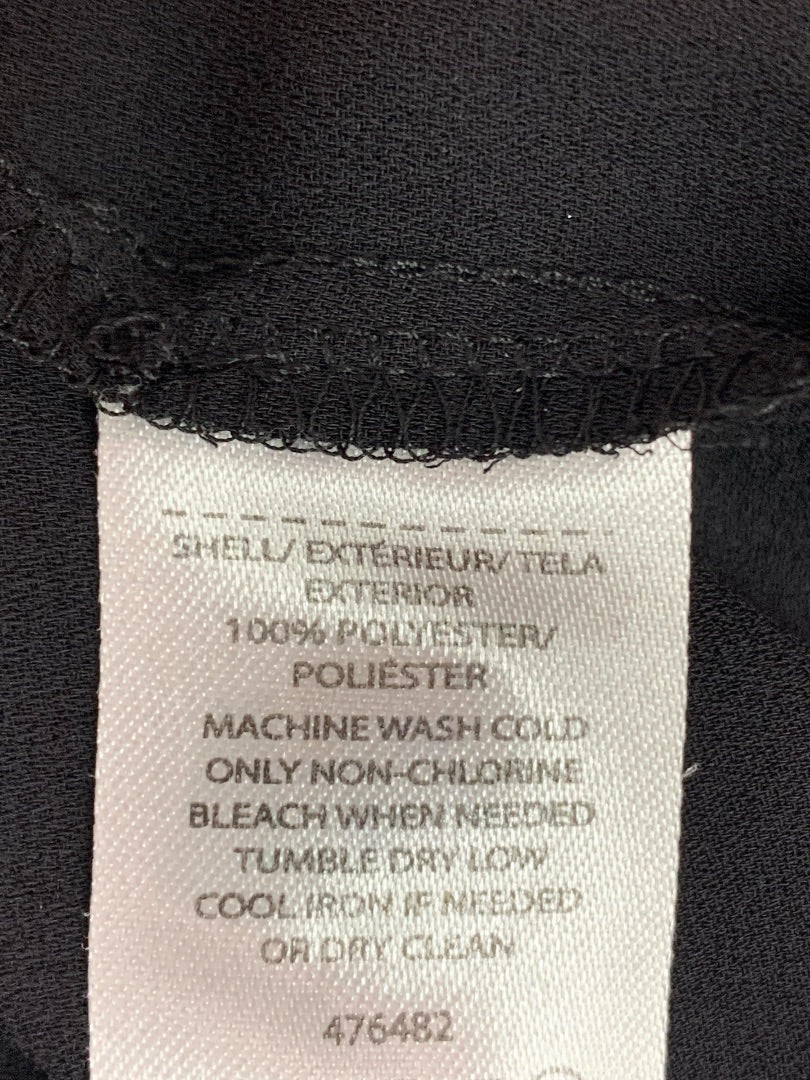 SHELL/ EXTÉRIEUR/ TELA
EXTERIOR
100% POLYESTER/
POLIÉSTER
MACHINE WASH COLD
ONLY NON-CHLORINE
BLEACH WHEN NEEDED
TUMBLE DRY LOW
COOL IRON IF NEEDED
OR DRY CLEAN
476482